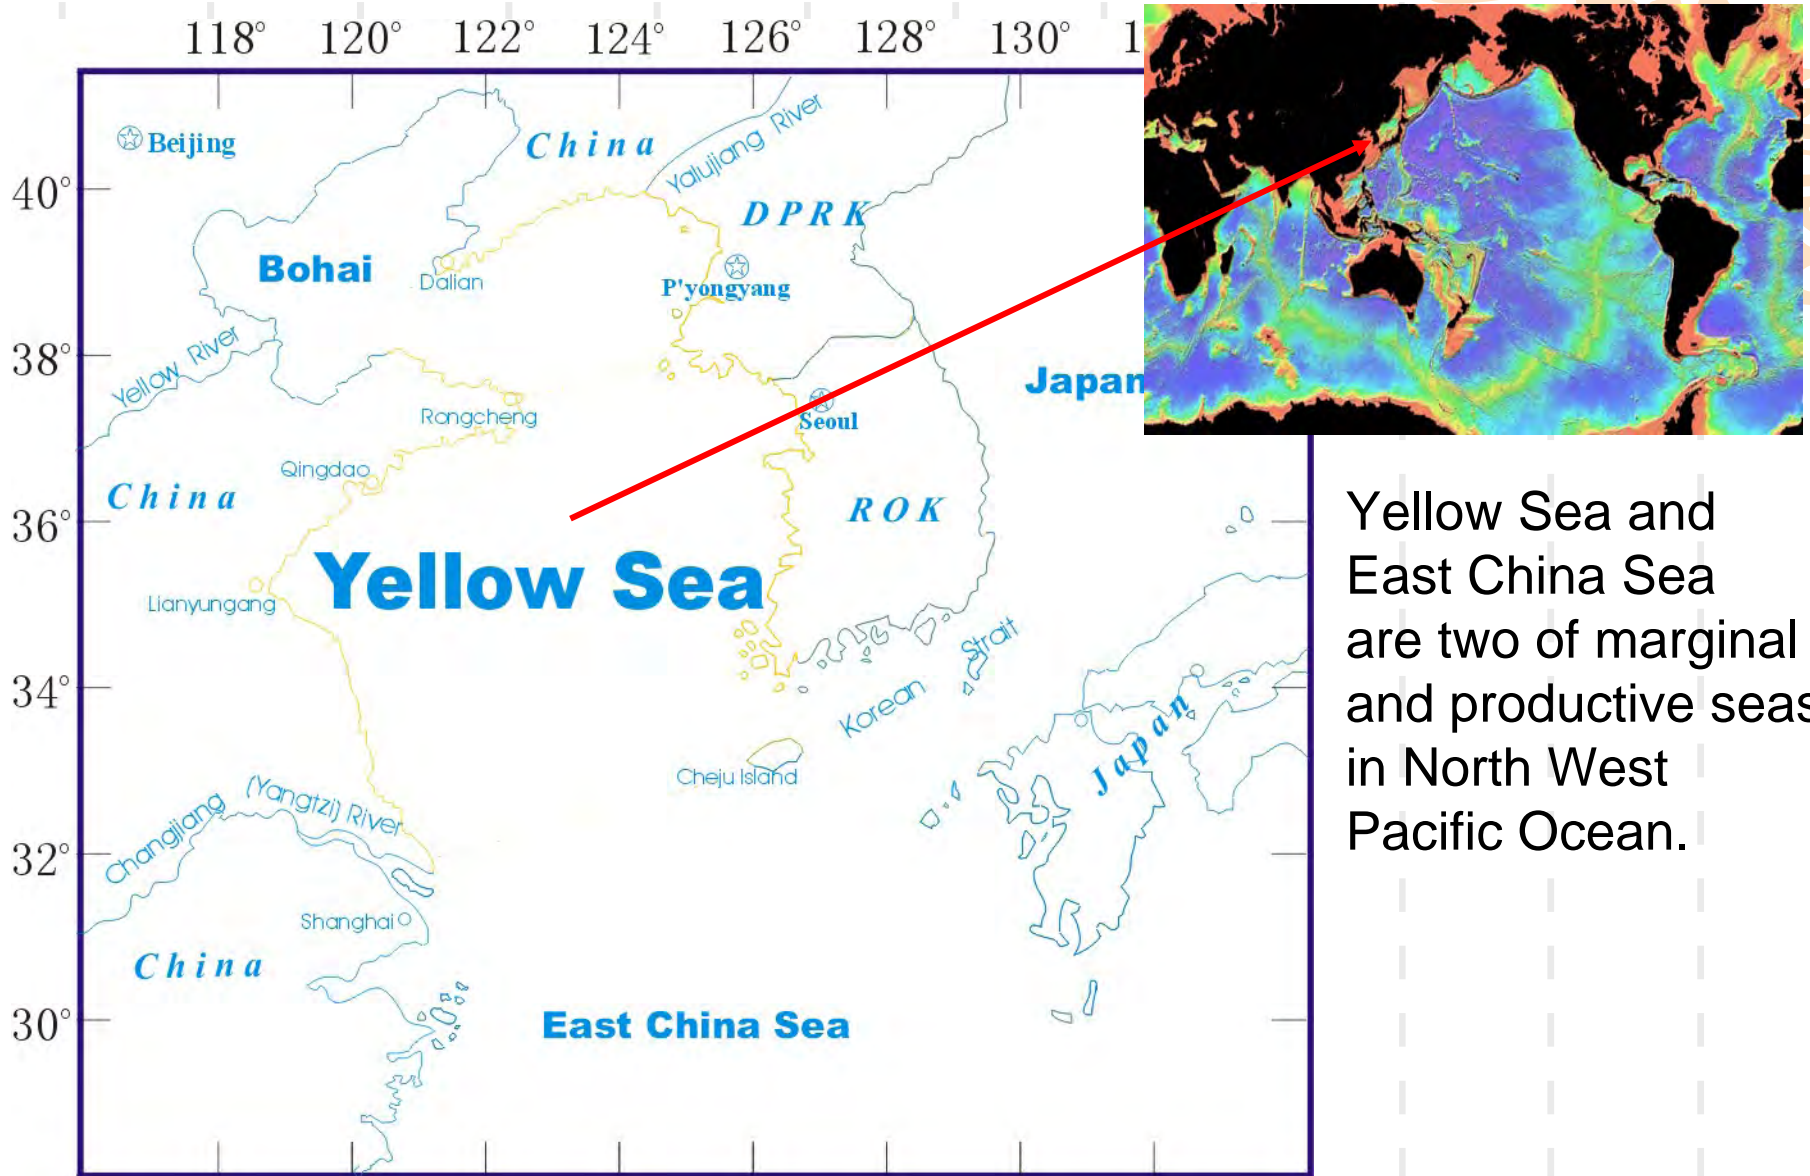 118° 120° 122° 124° 126° 128° 130° 1
Beijing
China
Yalujiang River
40°
DPRK
Bohai
Dalian
P'yongyang
38°
Yellow River
Japan
Rongcheng
Seoul
Qingdao
China
36°
ROK
Yellow Sea
Lianyungang
34°
Korean Strait
Japan
Cheju Island
Changjiang (Yangtzi) River
32°
Shanghai
China
30°
East China Sea
Yellow Sea and
East China Sea
are two of marginal
and productive seas
in North West
Pacific Ocean.